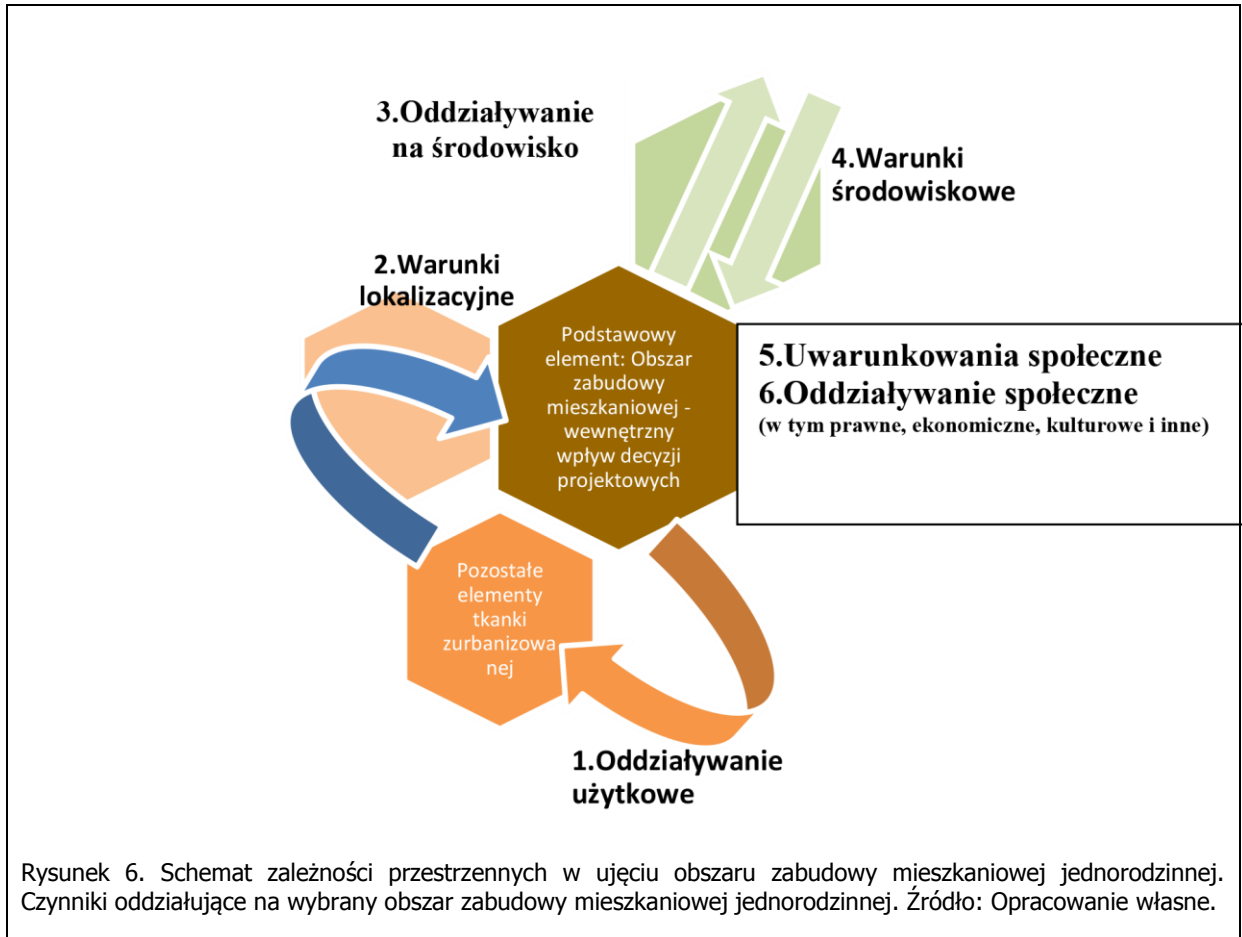 3.Oddziaływanie
na środowisko
4.Warunki
środowiskowe
2.Warunki
lokalizacyjne
Podstawowy
element: Obszar
zabudowy
mieszkaniowej -
wewnętrzny
wpływ decyzji
projektowych
5.Uwarunkowania społeczne
6.Oddziaływanie społeczne
(w tym prawne, ekonomiczne, kulturowe i inne)
Pozostałe
elementy
tkanki
zurbanizowa
nej
1.Oddziaływanie
użytkowe
Rysunek 6. Schemat zależności przestrzennych w ujęciu obszaru zabudowy mieszkaniowej jednorodzinnej.
Czynniki oddziałujące na wybrany obszar zabudowy mieszkaniowej jednorodzinnej. Źródło: Opracowanie własne.